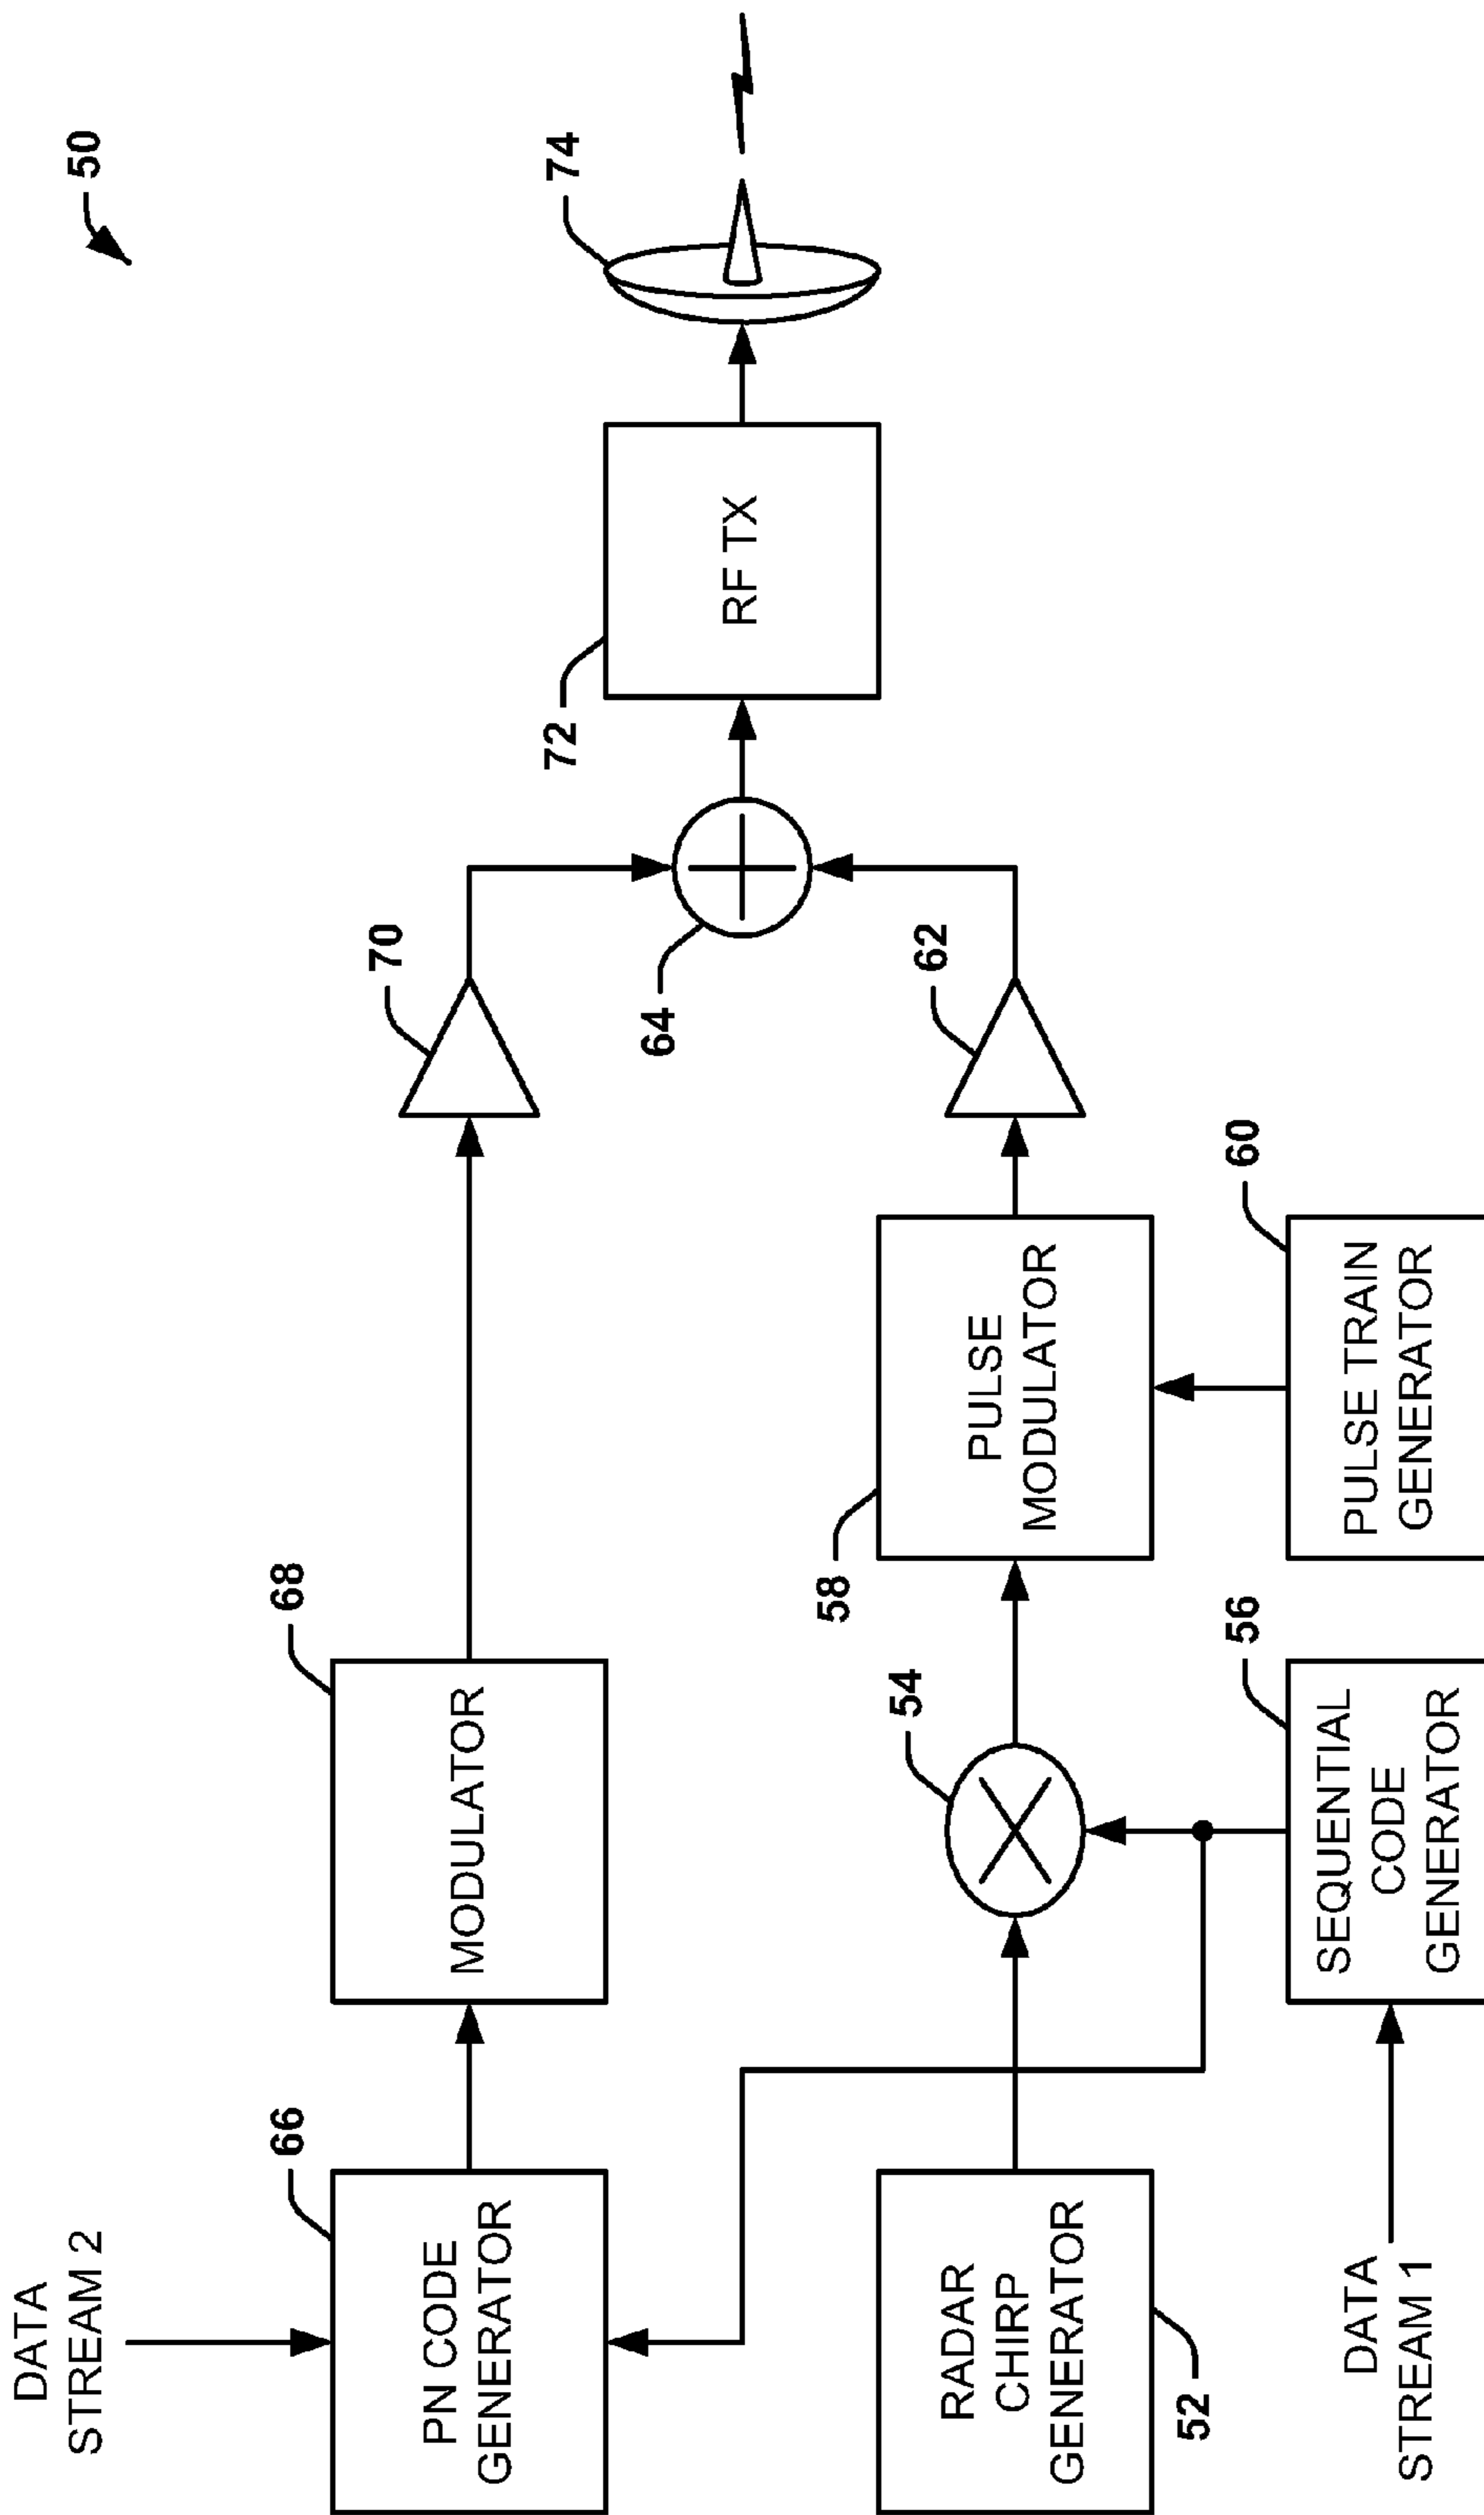 50
DATA
STREAM 2
66
PN CODE
GENERATOR
68
MODULATOR
70
64
72
RF TX
74
RADAR
CHIRP
GENERATOR
52
54
58
PULSE
MODULATOR
62
DATA
STREAM 1
56
SEQUENTIAL
CODE
GENERATOR
60
PULSE TRAIN
GENERATOR